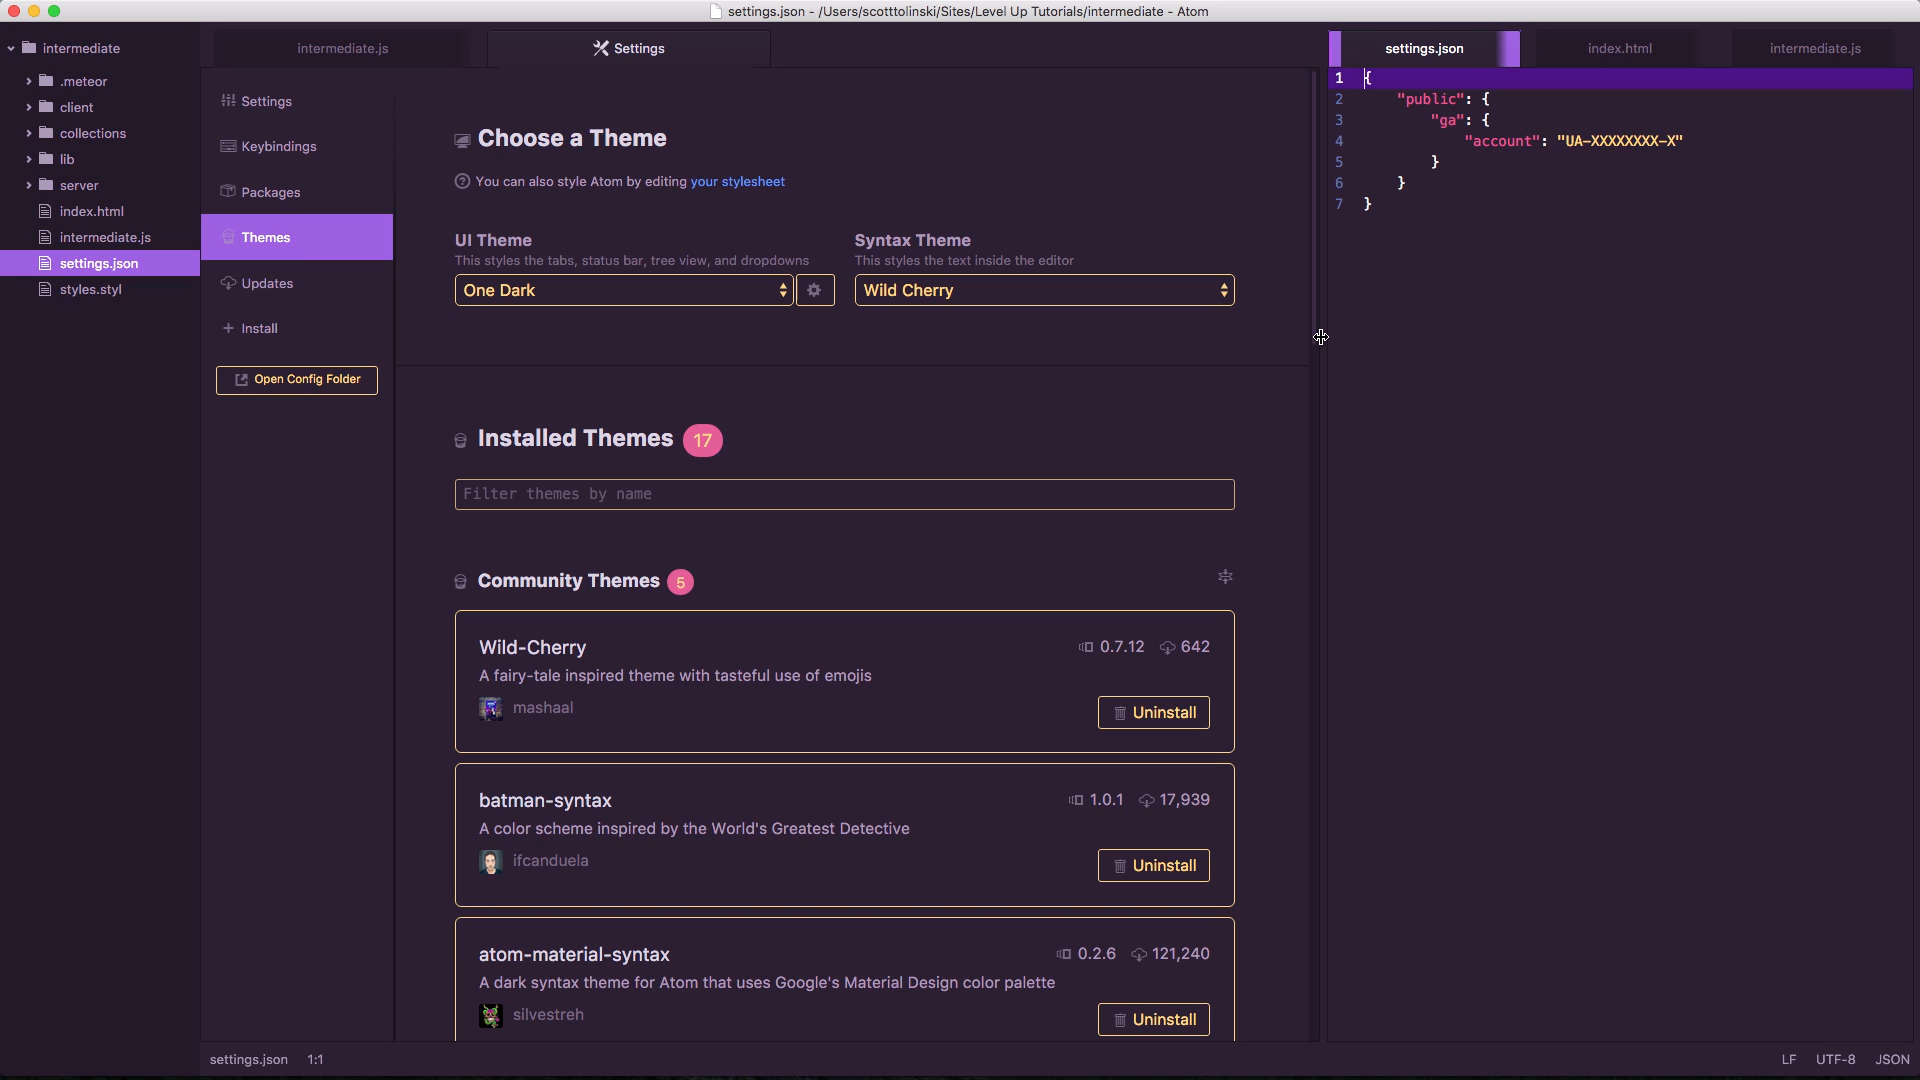 settings.json - /Users/scotttolinski/Sites/Level Up Tutorials/intermediate - Atom
intermediate
.meteor
client
collections
lib
server
index.html
intermediate.js
settings.json
styles.styl
intermediate.js
Settings
Settings
Keybindings
Packages
Themes
Updates
Install
Open Config Folder
Choose a Theme
You can also style Atom by editing your stylesheet
UI Theme
This styles the tabs, status bar, tree view, and dropdowns
One Dark
Syntax Theme
This styles the text inside the editor
Wild Cherry
Installed Themes 17
Filter themes by name
Community Themes 5
Wild-Cherry 0.7.12 642
A fairy-tale inspired theme with tasteful use of emojis
mashaal
Uninstall
batman-syntax 1.0.1 17,939
A color scheme inspired by the World's Greatest Detective
ifcanduela
Uninstall
atom-material-syntax 0.2.6 121,240
A dark syntax theme for Atom that uses Google's Material Design color palette
silvestreh
Uninstall
settings.json
index.html
intermediate.js
1 {
2 "public": {
3 "ga": {
4 "account": "UA-XXXXXXXX-X"
5 }
6 }
7 }
settings.json 1:1
LF UTF-8 JSON